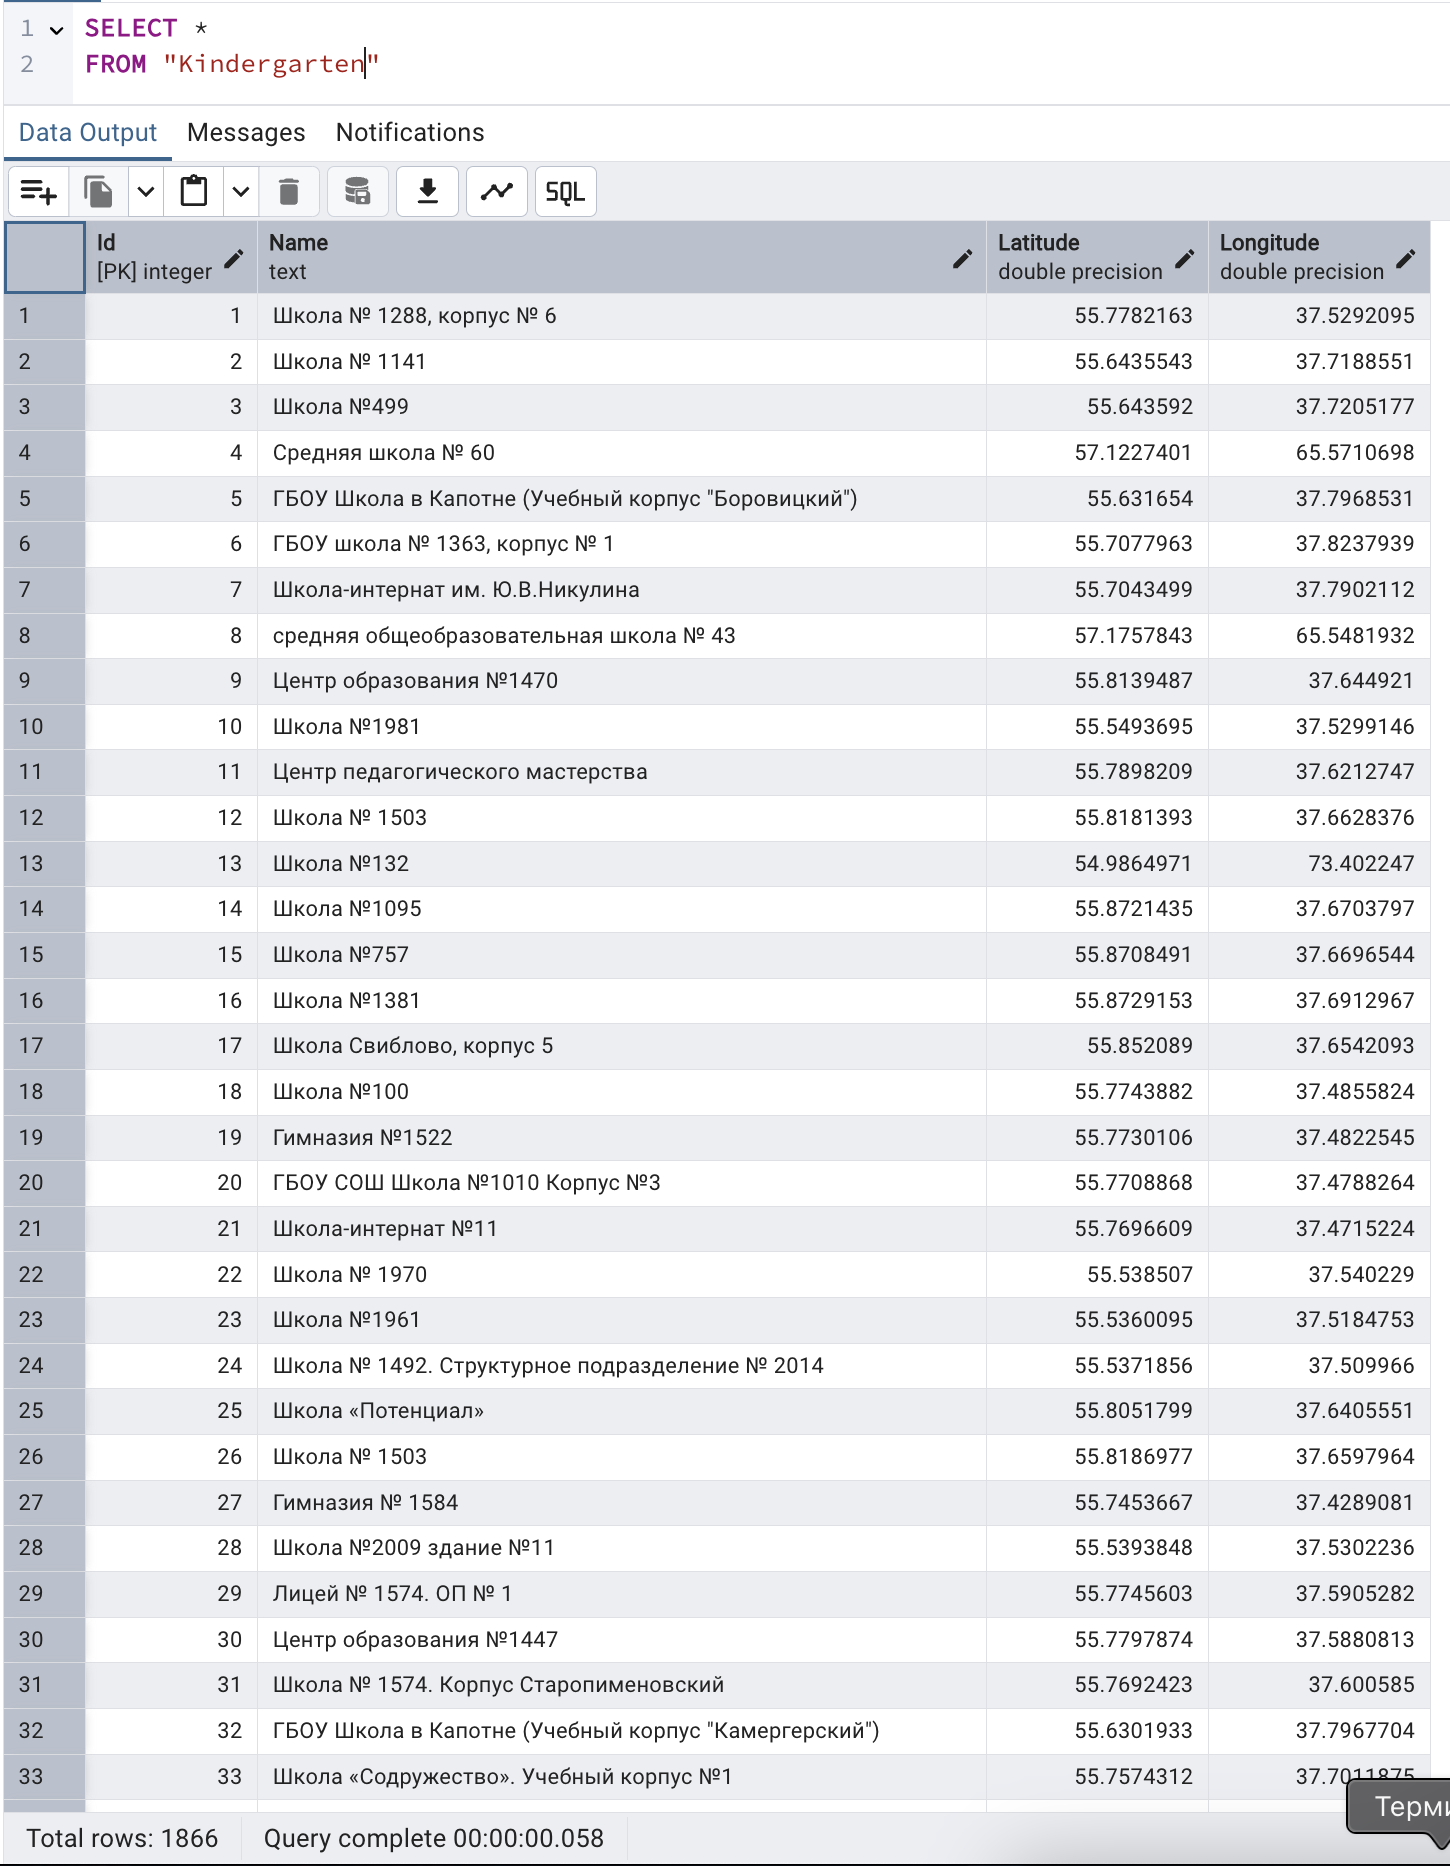 1 SELECT *
2 FROM "Kindergarten"
Data Output Messages Notifications
SQL
Id Name Latitude Longitude
[PK] integer text double precision double precision
1 1 Школа № 1288, корпус № 6 55.7782163 37.5292095
2 2 Школа № 1141 55.6435543 37.7188551
3 3 Школа №499 55.643592 37.7205177
4 4 Средняя школа № 60 57.1227401 65.5710698
5 5 ГБОУ Школа в Капотне (Учебный корпус "Боровицкий") 55.631654 37.7968531
6 6 ГБОУ школа № 1363, корпус № 1 55.7077963 37.8237939
7 7 Школа-интернат им. Ю.В.Никулина 55.7043499 37.7902112
8 8 средняя общеобразовательная школа № 43 57.1757843 65.5481932
9 9 Центр образования №1470 55.8139487 37.644921
10 10 Школа №1981 55.5493695 37.5299146
11 11 Центр педагогического мастерства 55.7898209 37.6212747
12 12 Школа № 1503 55.8181393 37.6628376
13 13 Школа №132 54.9864971 73.402247
14 14 Школа №1095 55.8721435 37.6703797
15 15 Школа №757 55.8708491 37.6696544
16 16 Школа №1381 55.8729153 37.6912967
17 17 Школа Свиблово, корпус 5 55.852089 37.6542093
18 18 Школа №100 55.7743882 37.4855824
19 19 Гимназия №1522 55.7730106 37.4822545
20 20 ГБОУ СОШ Школа №1010 Корпус №3 55.7708868 37.4788264
21 21 Школа-интернат №11 55.7696609 37.4715224
22 22 Школа № 1970 55.538507 37.540229
23 23 Школа №1961 55.5360095 37.5184753
24 24 Школа № 1492. Структурное подразделение № 2014 55.5371856 37.509966
25 25 Школа «Потенциал» 55.8051799 37.6405551
26 26 Школа № 1503 55.8186977 37.6597964
27 27 Гимназия № 1584 55.7453667 37.4289081
28 28 Школа №2009 здание №11 55.5393848 37.5302236
29 29 Лицей № 1574. ОП № 1 55.7745603 37.5905282
30 30 Центр образования №1447 55.7797874 37.5880813
31 31 Школа № 1574. Корпус Старопименовский 55.7692423 37.600585
32 32 ГБОУ Школа в Капотне (Учебный корпус "Камергерский") 55.6301933 37.7967704
33 33 Школа «Содружество». Учебный корпус №1 55.7574312 37.7011875
Терми
Total rows: 1866 Query complete 00:00:00.058